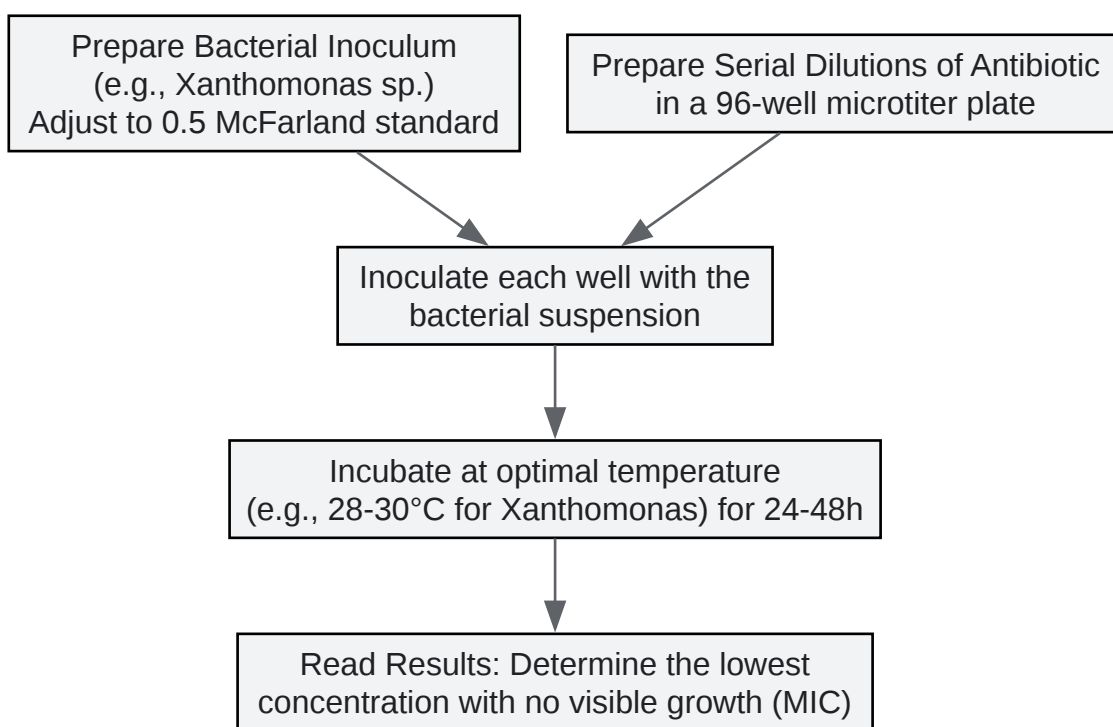 Prepare Bacterial Inoculum
(e.g., Xanthomonas sp.)
Adjust to 0.5 McFarland standard
Prepare Serial Dilutions of Antibiotic
in a 96-well microtiter plate
Inoculate each well with the
bacterial suspension
Incubate at optimal temperature
(e.g., 28-30°C for Xanthomonas) for 24-48h
Read Results: Determine the lowest
concentration with no visible growth (MIC)